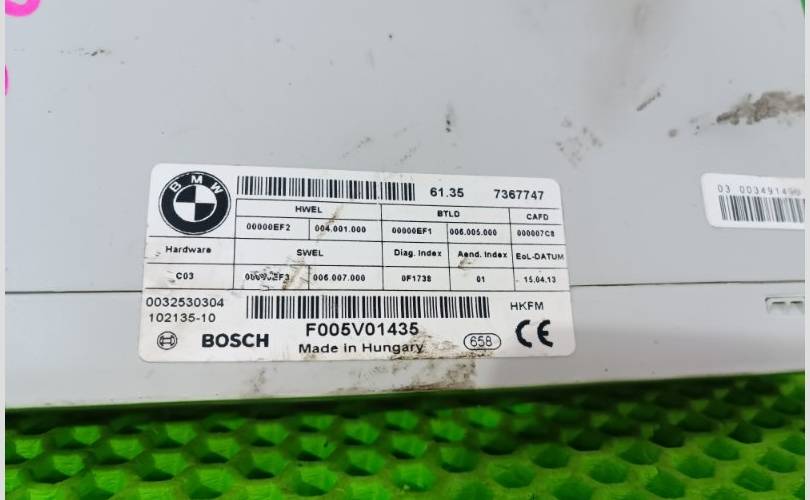 BMW
61.35 7367747
HWEL BTLD CAFD
00000EF2 004.001.000 00000EF1 006.005.000 000007C8
Hardware SWEL Diag. Index Aend. Index EoL-DATUM
C03 006.007.000 0F1738 01 15.04.13
0032530304
HKFM
102135-10
F005V01435
BOSCH
Made in Hungary
658
CE
03 003491496